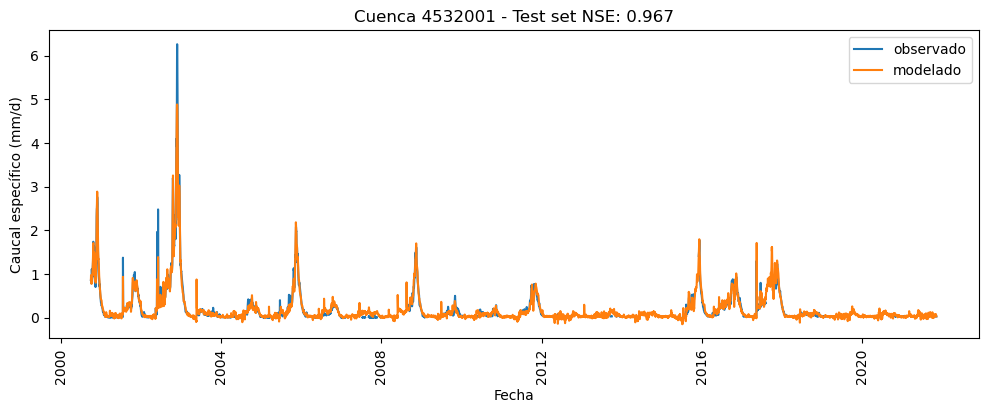 Cuenca 4532001 - Test set NSE: 0.967
observado
modelado
Caucal específico (mm/d)
6
5
4
3
2
1
0
2000
2004
2008
2012
2016
2020
Fecha